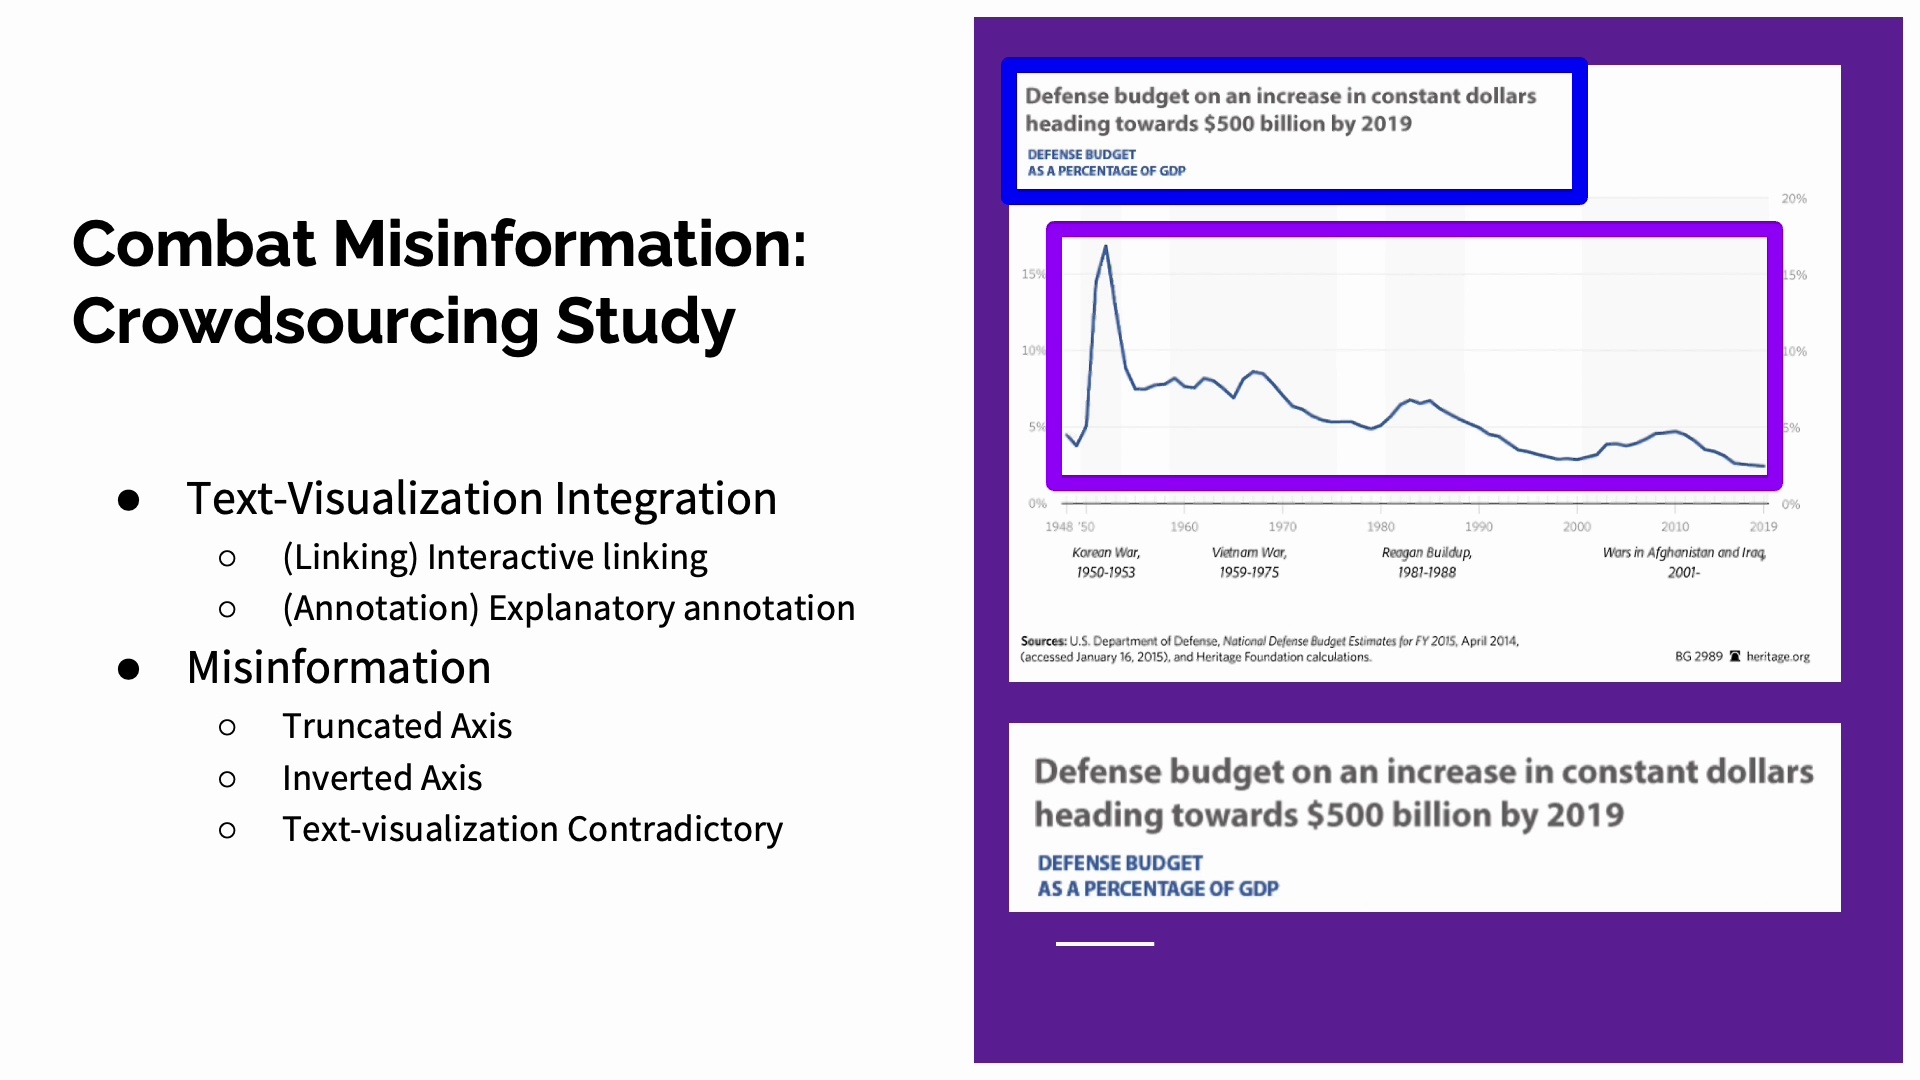 Combat Misinformation:
Crowdsourcing Study
● Text-Visualization Integration
○ (Linking) Interactive linking
○ (Annotation) Explanatory annotation
● Misinformation
○ Truncated Axis
○ Inverted Axis
○ Text-visualization Contradictory
Defense budget on an increase in constant dollars
heading towards $500 billion by 2019
DEFENSE BUDGET
AS A PERCENTAGE OF GDP
20%
15% 15%
10% 10%
5% 5%
0% 0%
1948 '50 1960 1970 1980 1990 2000 2010 2019
Korean War, Vietnam War, Reagan Buildup, Wars in Afghanistan and Iraq,
1950-1953 1959-1975 1981-1988 2001-
Sources: U.S. Department of Defense, National Defense Budget Estimates for FY 2015, April 2014,
(accessed January 16, 2015), and Heritage Foundation calculations.
BG 2989 heritage.org
Defense budget on an increase in constant dollars
heading towards $500 billion by 2019
DEFENSE BUDGET
AS A PERCENTAGE OF GDP